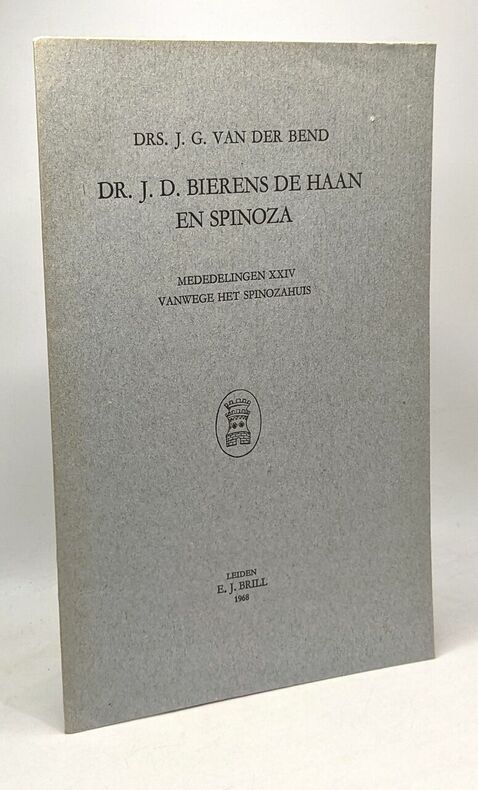 DRS. J. G. VAN DER BEND
DR. J. D. BIERENS DE HAAN
EN SPINOZA
MEDEDELINGEN XXIV
VANWEGE HET SPINOZAHUIS
LEIDEN
E. J. BRILL
1968